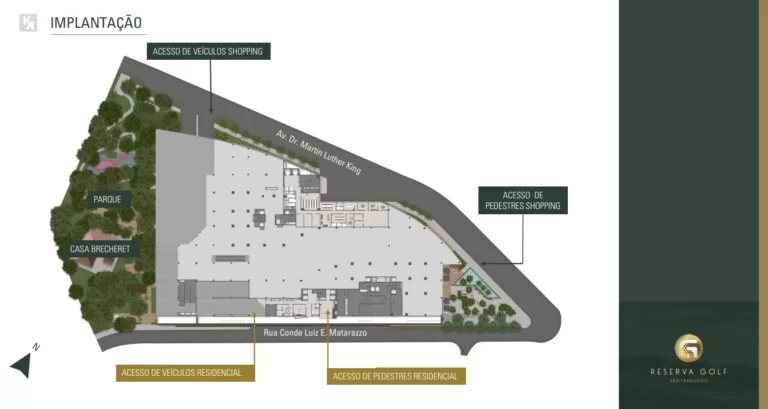 IMPLANTAÇÃO
ACESSO DE VEÍCULOS SHOPPING
Av. Dr. Martin Luther King
ACESSO DE
PEDESTRES SHOPPING
PARQUE
CASA BRECHERET
Rua Conde Luíz E. Matarazzo
N
ACESSO DE VEÍCULOS RESIDENCIAL
ACESSO DE PEDESTRES RESIDENCIAL
RESERVA GOLF
SÃO FRANCISCO